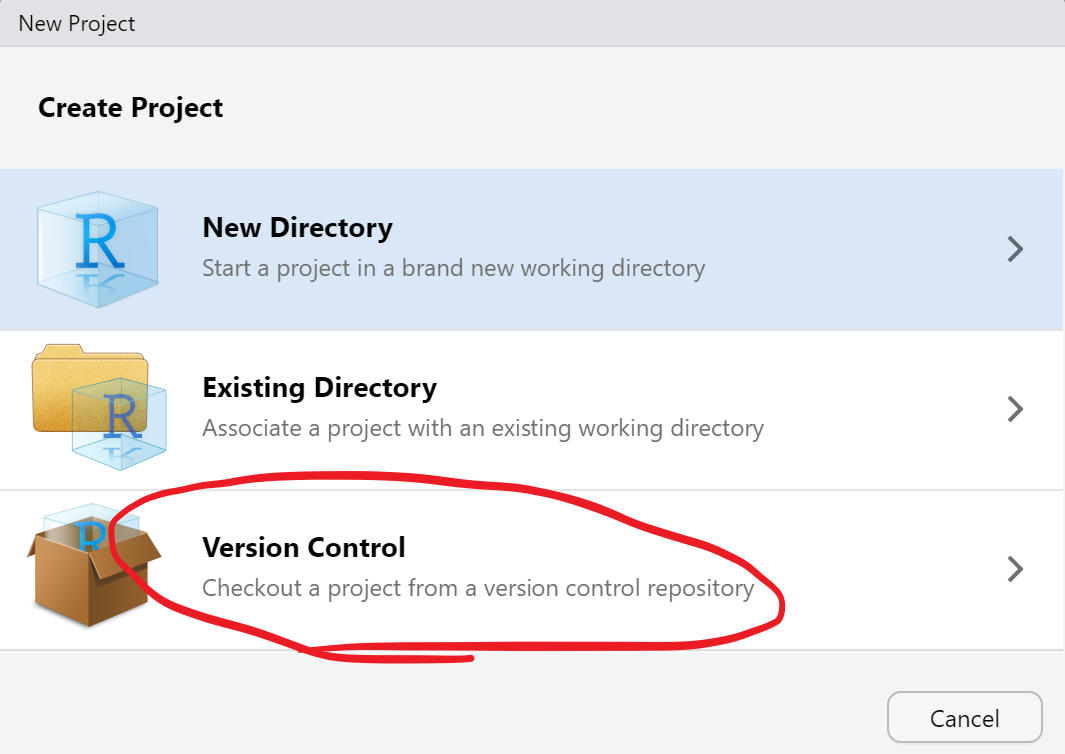 New Project
Create Project
R
New Directory
Start a project in a brand new working directory
R
Existing Directory
Associate a project with an existing working directory
R
Version Control
Checkout a project from a version control repository
Cancel